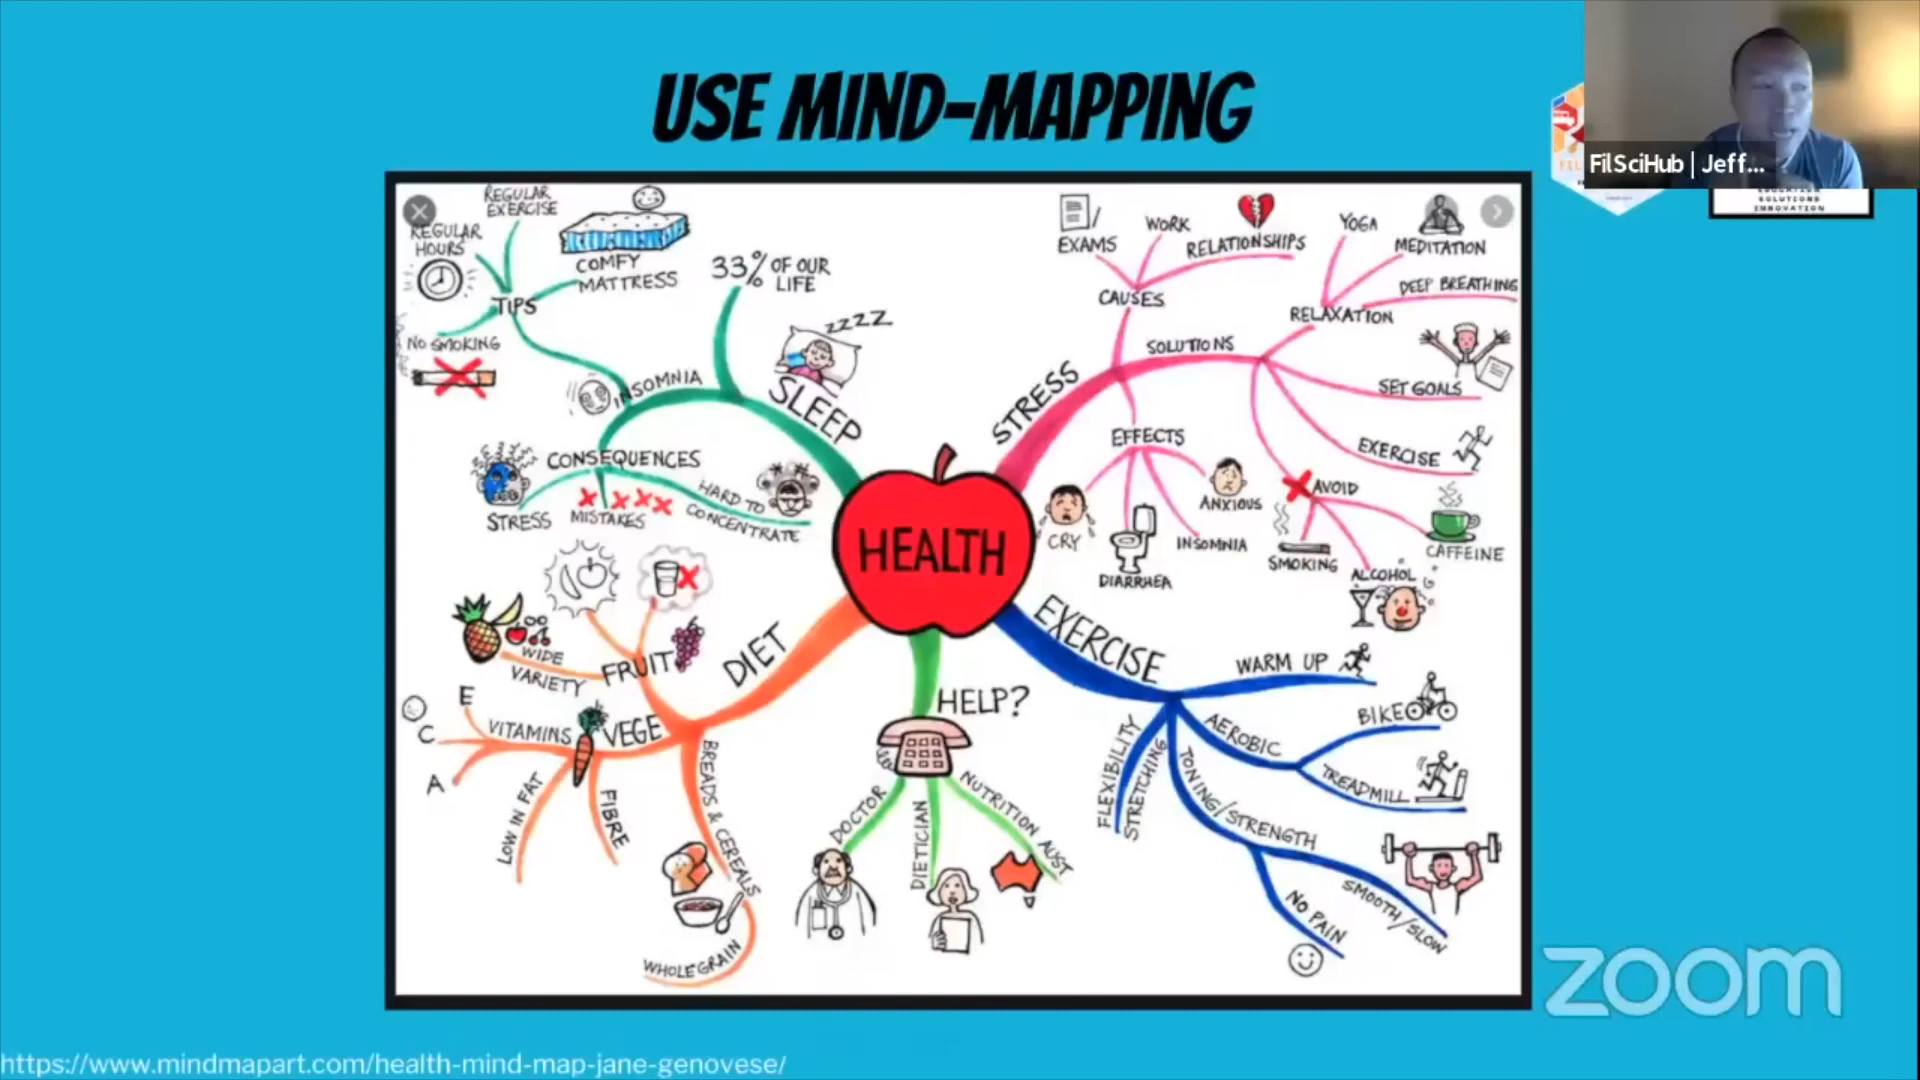 USE MIND-MAPPING
FilSciHub | Jeff...
SOLUTIONS
INNOVATION
REGULAR
EXERCISE
REGULAR
HOURS
COMFY
MATTRESS
TIPS
NO SMOKING
33% OF OUR
LIFE
ZZZZ
INSOMNIA
SLEEP
CONSEQUENCES
STRESS
MISTAKES
HARD TO
CONCENTRATE
EXAMS
WORK
RELATIONSHIPS
CAUSES
YOGA
MEDITATION
DEEP BREATHING
RELAXATION
SOLUTIONS
STRESS
SET GOALS
EXERCISE
EFFECTS
CRY
DIARRHEA
INSOMNIA
ANXIOUS
AVOID
SMOKING
ALCOHOL
CAFFEINE
HEALTH
DIET
FRUIT
WIDE
VARIETY
VEGE
VITAMINS
E
C
A
LOW IN FAT
FIBRE
BREADS & CEREALS
WHOLEGRAIN
HELP?
DOCTOR
DIETICIAN
NUTRITION AUST
EXERCISE
WARM UP
AEROBIC
BIKE
TREADMILL
FLEXIBILITY
STRETCHING
TONING/STRENGTH
NO PAIN
SMOOTH/SLOW
zoom
https://www.mindmapart.com/health-mind-map-jane-genovese/